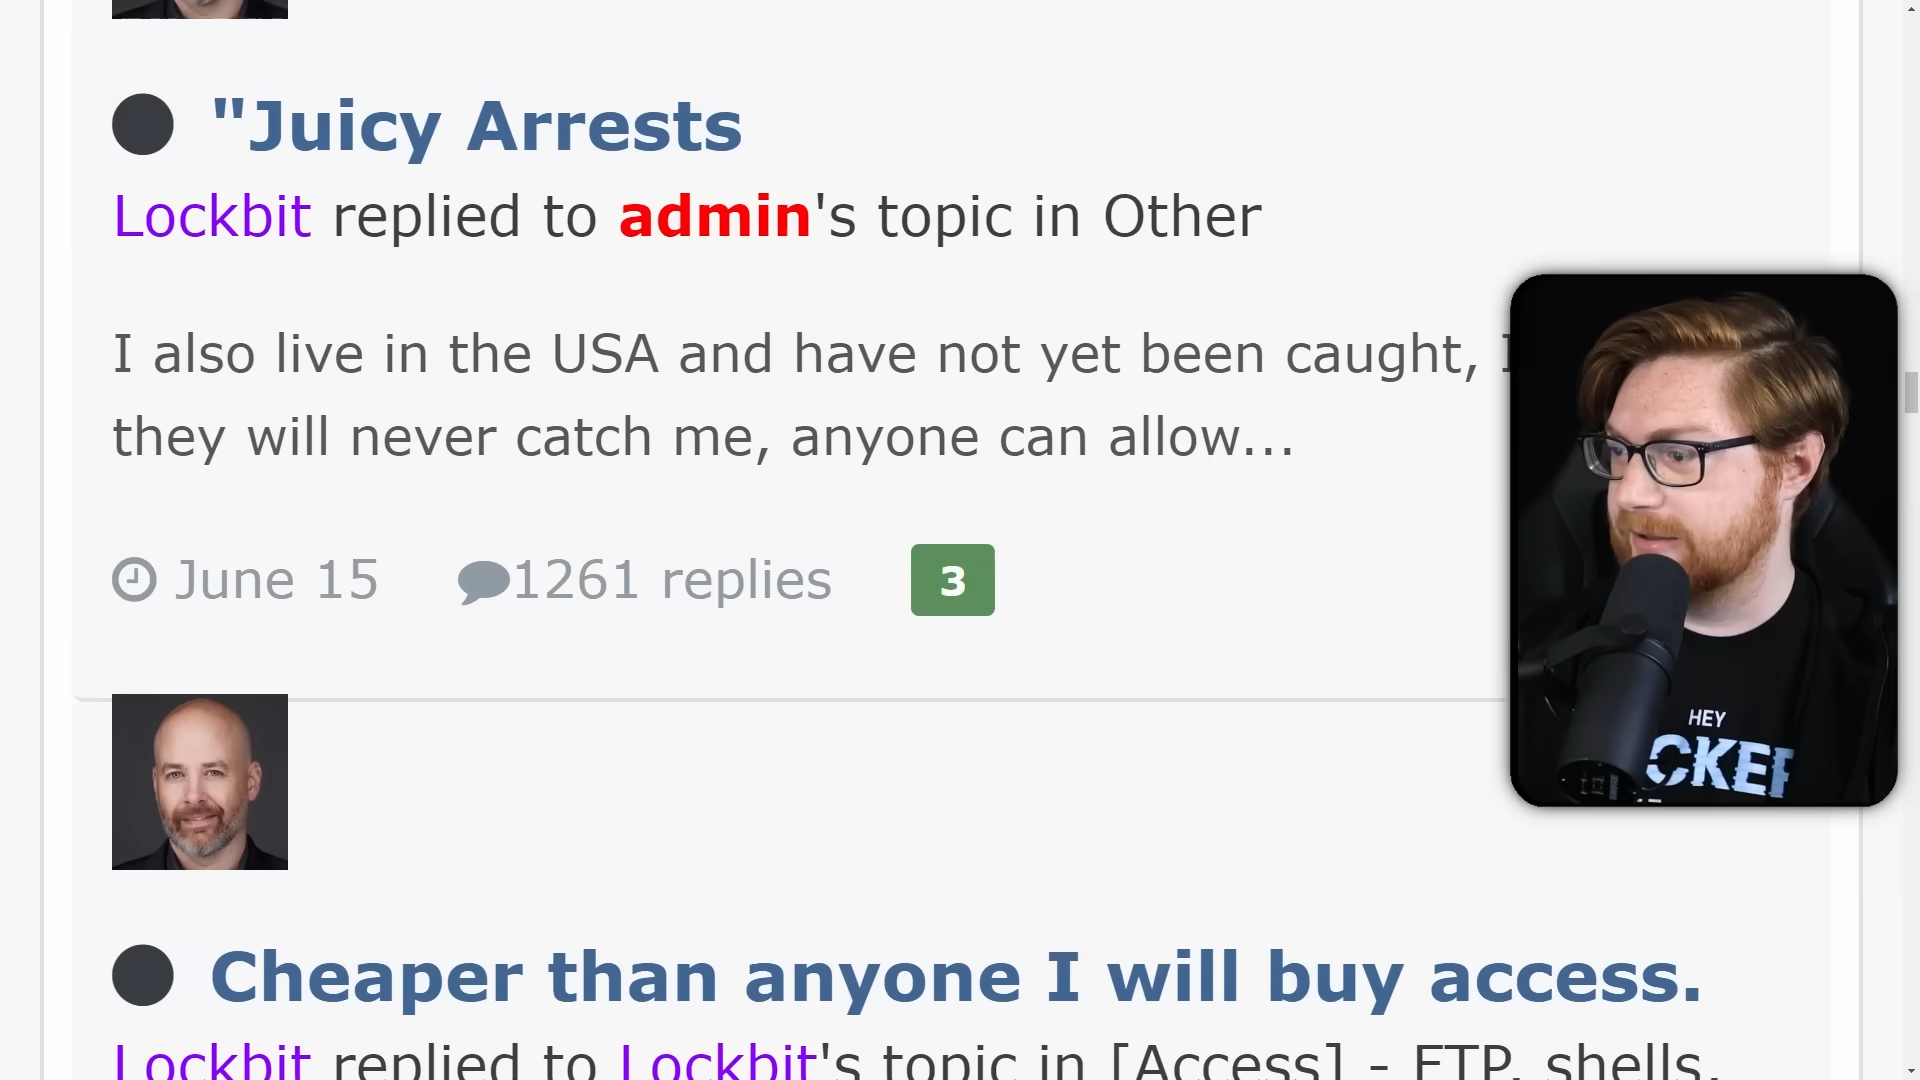 "Juicy Arrests
Lockbit replied to admin's topic in Other
I also live in the USA and have not yet been caught,
they will never catch me, anyone can allow...
June 15 1261 replies 3
HEY
Cheaper than anyone I will buy access.
Lockbit replied to Lockbit's topic in [Access] - FTP, shells,